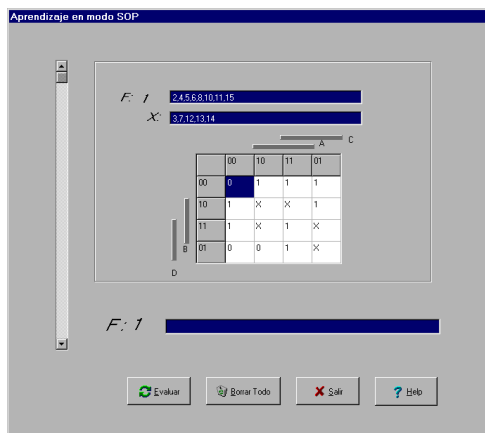 Aprendizaje en modo SOP
F: 1 2,4,5,6,8,10,11,15
X: 3,7,12,13,14
C
A
00 10 11 01
00 0 1 1 1
10 1 X X 1
11 1 X 1 X
B 01 0 0 1 X
D
F: 1
Evaluar Borrar Todo Salir ? Help